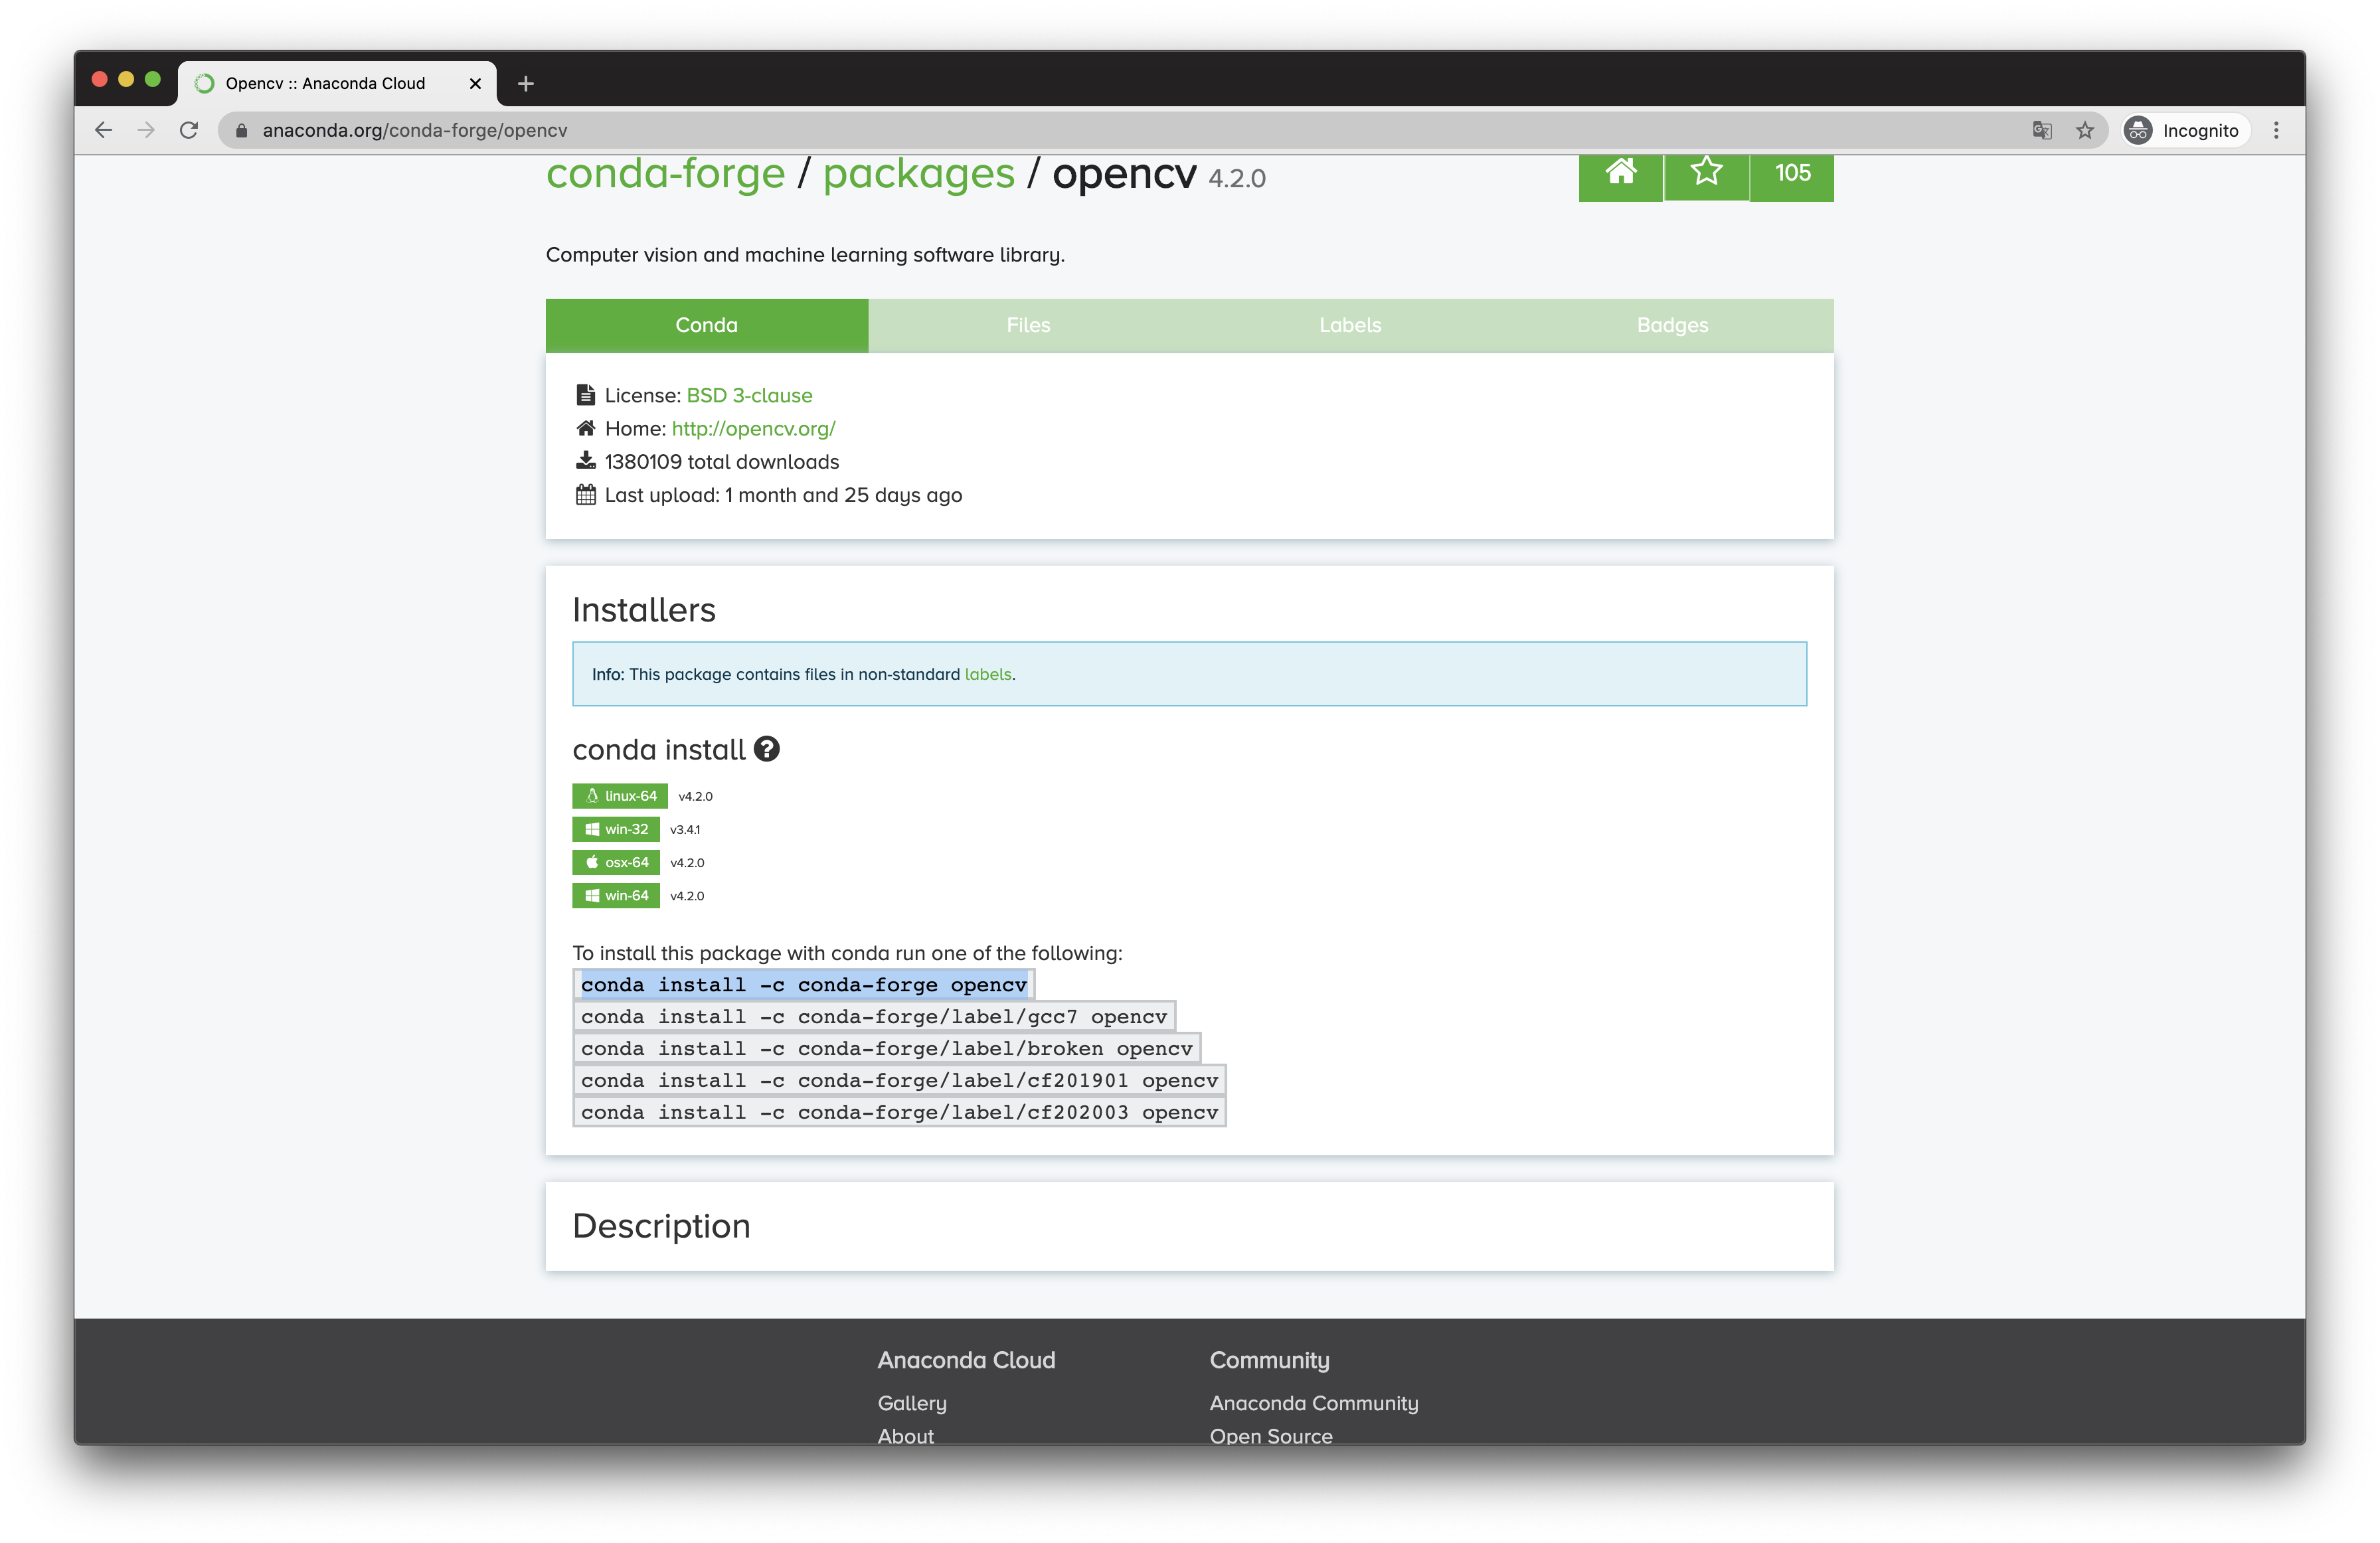 Opencv :: Anaconda Cloud
anaconda.org/conda-forge/opencv
Incognito
conda-forge / packages / opencv 4.2.0
105
Computer vision and machine learning software library.
Conda Files Labels Badges
License: BSD 3-clause
Home: http://opencv.org/
1380109 total downloads
Last upload: 1 month and 25 days ago
Installers
Info: This package contains files in non-standard labels.
conda install ?
linux-64 v4.2.0
win-32 v3.4.1
osx-64 v4.2.0
win-64 v4.2.0
To install this package with conda run one of the following:
conda install -c conda-forge opencv
conda install -c conda-forge/label/gcc7 opencv
conda install -c conda-forge/label/broken opencv
conda install -c conda-forge/label/cf201901 opencv
conda install -c conda-forge/label/cf202003 opencv
Description
Anaconda Cloud Community
Gallery Anaconda Community
About Open Source